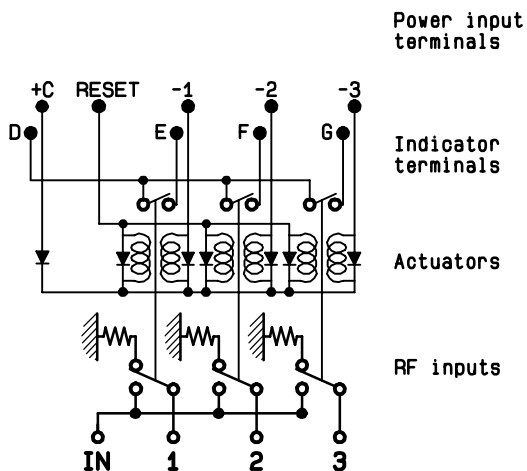 Power input
terminals
+C RESET -1 -2 -3
D E F G
Indicator
terminals
Actuators
RF inputs
IN 1 2 3